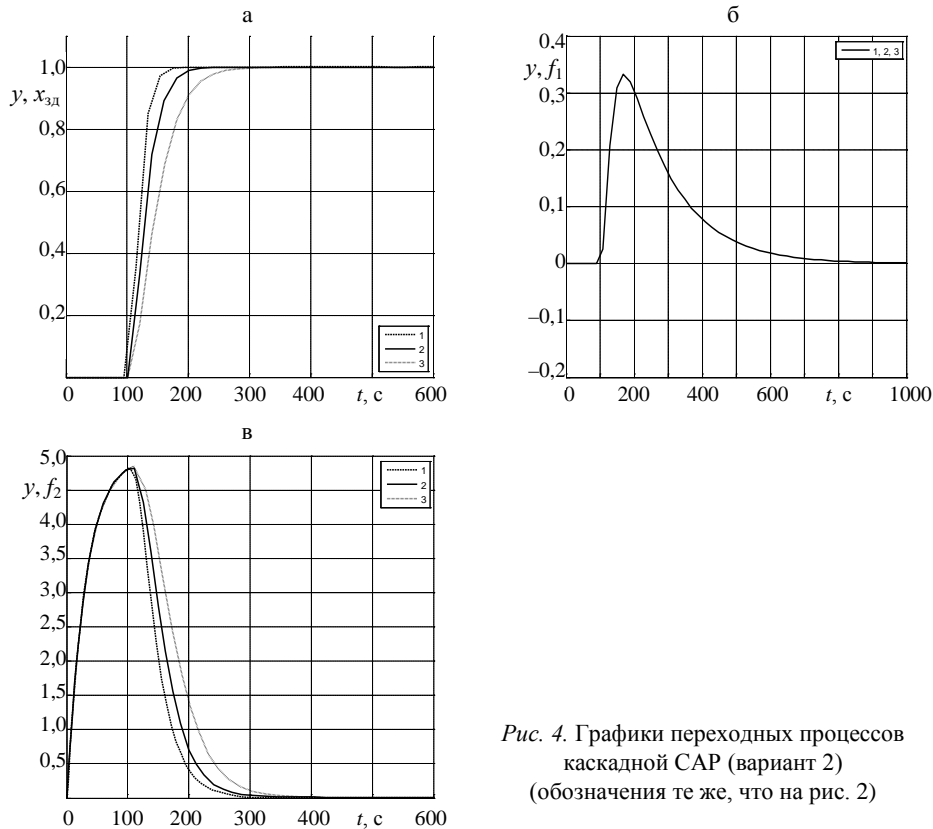 а
1,0
y, xзд
0,8
0,6
0,4
0,2
1
2
3
0 100 200 300 400 t, с 600
б
0,4
y, f1
0,3
0,2
0,1
0
–0,1
–0,2
1, 2, 3
0 200 400 600 t, с 1000
в
5,0
y, f2
4,0
3,5
3,0
2,5
2,0
1,5
1,0
0,5
1
2
3
0 100 200 300 400 t, с 600
Рис. 4. Графики переходных процессов
каскадной САР (вариант 2)
(обозначения те же, что на рис. 2)